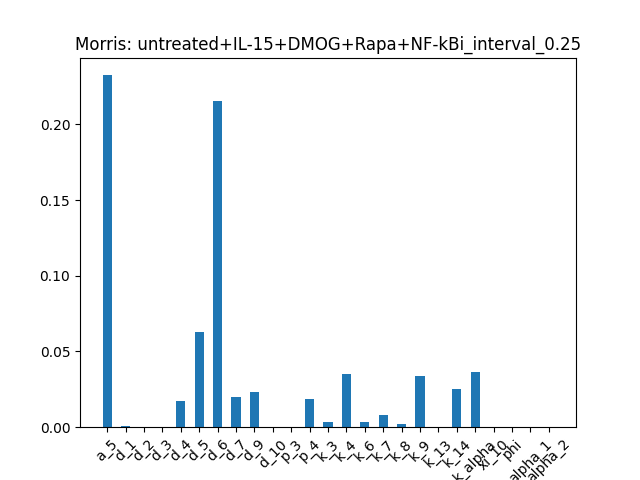 Morris: untreated+IL-15+DMOG+Rapa+NF-kBi_interval_0.25
0.20
0.15
0.10
0.05
0.00
a_5
d_1
d_2
d_3
d_4
d_5
d_6
d_7
d_9
d_10
p_3
p_4
k_3
k_4
k_6
k_7
k_8
k_9
k_13
k_14
k_alpha
xi_10
phi
alpha_1
alpha_2